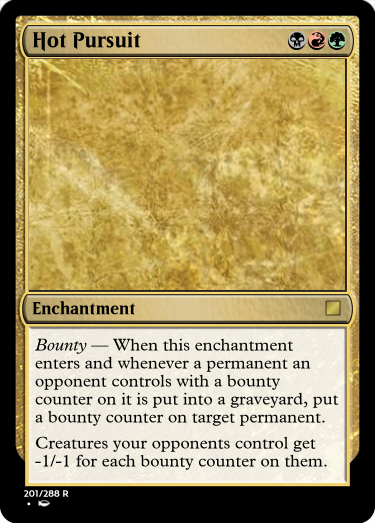 Hot Pursuit
Enchantment
Bounty — When this enchantment
enters and whenever a permanent an
opponent controls with a bounty
counter on it is put into a graveyard, put
a bounty counter on target permanent.
Creatures your opponents control get
-1/-1 for each bounty counter on them.
201/288 R